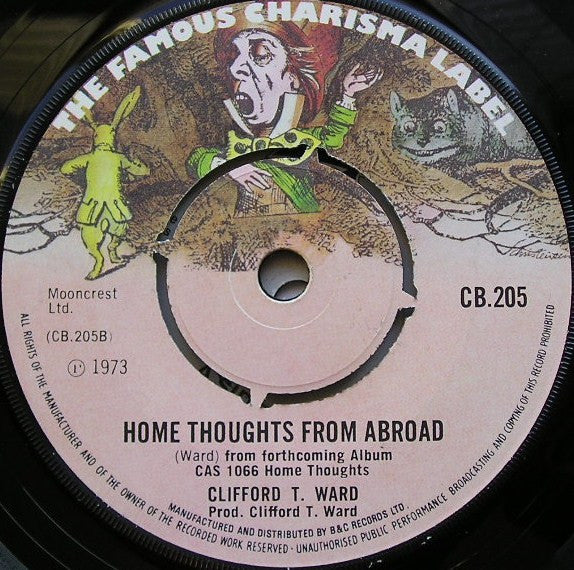 THE FAMOUS CHARISMA LABEL
Mooncrest
Ltd.
(CB.205B)
Ⓟ 1973
CB.205
HOME THOUGHTS FROM ABROAD
(Ward) from forthcoming Album
CAS 1066 Home Thoughts
CLIFFORD T. WARD
Prod. Clifford T. Ward
MANUFACTURED AND DISTRIBUTED BY B&C RECORDS LTD.
ALL RIGHTS OF THE MANUFACTURER AND OF THE OWNER OF THE RECORDED WORK RESERVED · UNAUTHORISED PUBLIC PERFORMANCE BROADCASTING AND COPYING OF THIS RECORD PROHIBITED